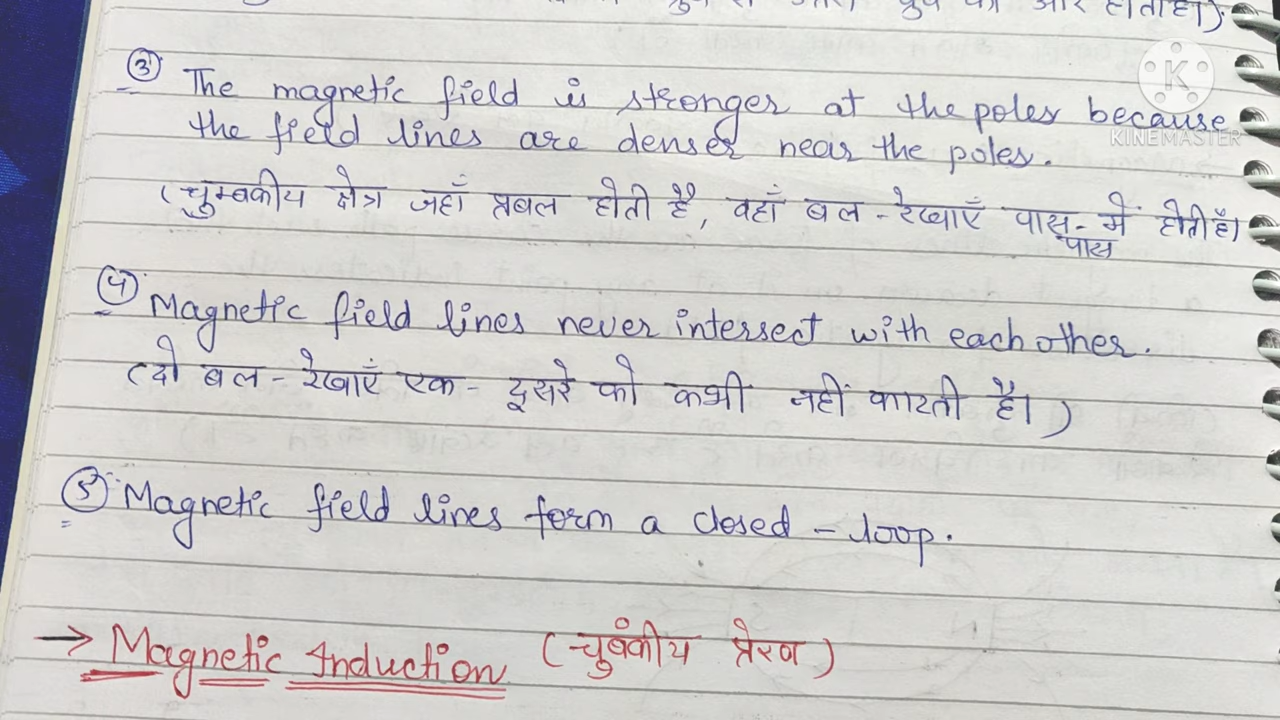 ध्रुव की ओर होता है।)
③ The magnetic field is stronger at the poles because
the field lines are denser near the poles.
(चुम्बकीय क्षेत्र जहाँ प्रबल होती है, वहाँ बल-रेखाएँ पास-में होती हैं।
पास
④ Magnetic field lines never intersect with each other.
(दो बल-रेखाएँ एक-दूसरे को कभी नहीं काटती हैं।)
⑤ Magnetic field lines form a closed-loop.
→ Magnetic Induction (चुबंकीय प्रेरण)
K
KINEMASTER